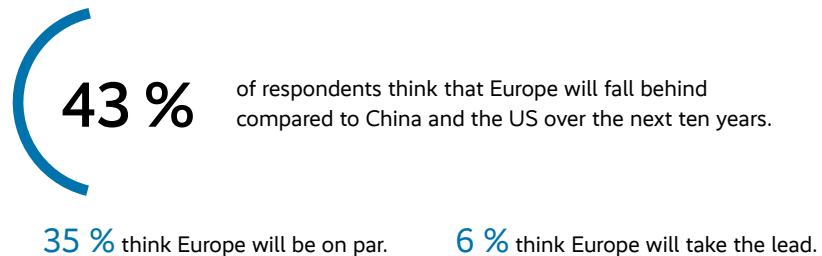 43 %
of respondents think that Europe will fall behind
compared to China and the US over the next ten years.
35 % think Europe will be on par.
6 % think Europe will take the lead.